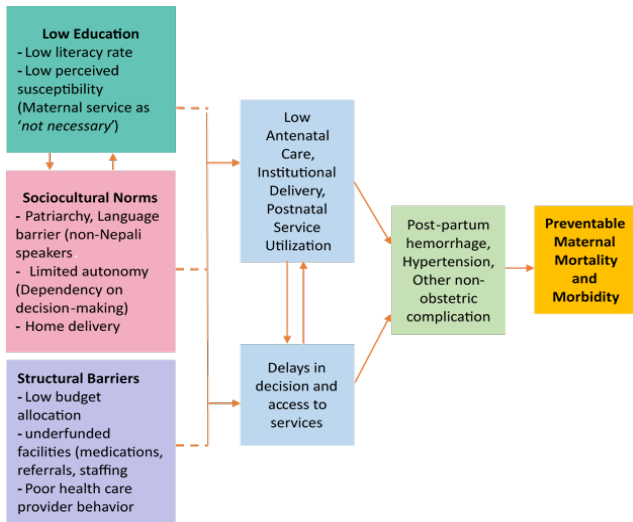 Low Education
- Low literacy rate
- Low perceived
susceptibility
(Maternal service as
‘not necessary’)
Sociocultural Norms
- Patriarchy, Language
barrier (non-Nepali
speakers
- Limited autonomy
(Dependency on
decision-making)
- Home delivery
Structural Barriers
- Low budget
allocation
- underfunded
facilities (medications,
referrals, staffing
- Poor health care
provider behavior
Low
Antenatal
Care,
Institutional
Delivery,
Postnatal
Service
Utilization
Delays in
decision and
access to
services
Post-partum
hemorrhage,
Hypertension,
Other non-
obstetric
complication
Preventable
Maternal
Mortality
and
Morbidity